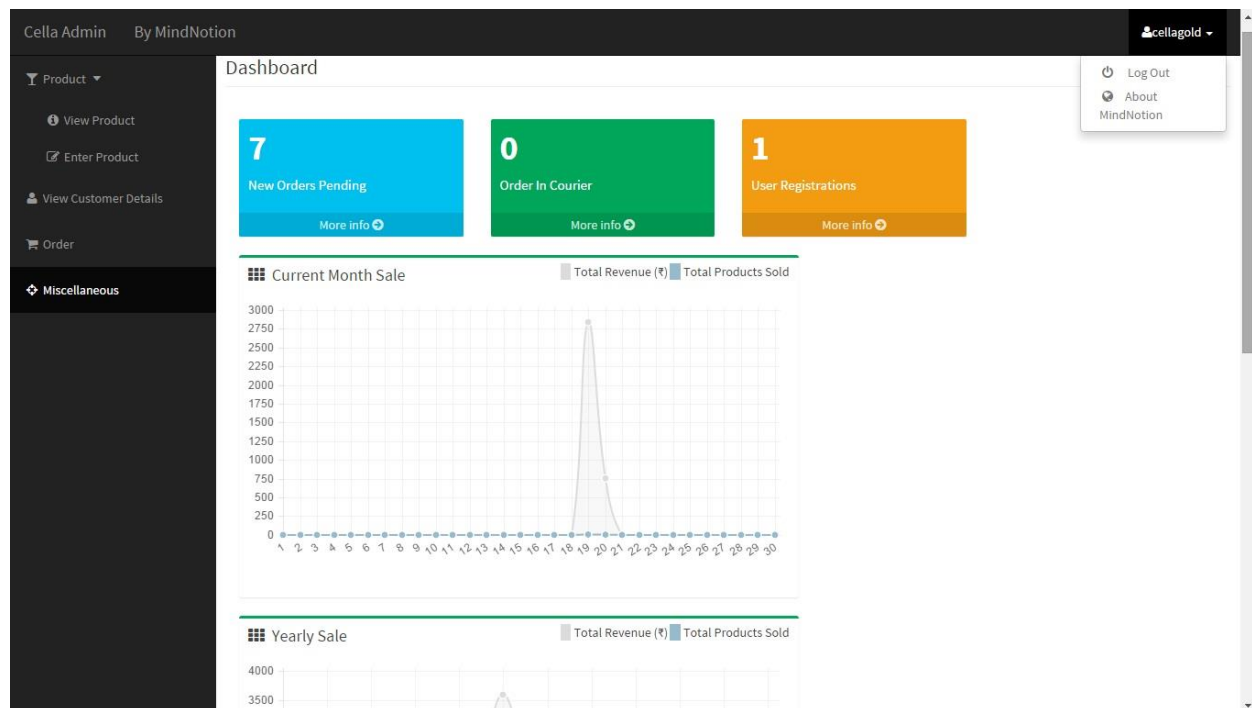 Cella Admin By MindNotion
cellagold
Log Out
About
MindNotion
Product
View Product
Enter Product
View Customer Details
Order
Miscellaneous
Dashboard
7
New Orders Pending
More info
0
Order In Courier
More info
1
User Registrations
More info
Current Month Sale
Total Revenue (₹) Total Products Sold
3000
2750
2500
2250
2000
1750
1500
1250
1000
750
500
250
0
1 2 3 4 5 6 7 8 9 10 11 12 13 14 15 16 17 18 19 20 21 22 23 24 25 26 27 28 29 30
Yearly Sale
Total Revenue (₹) Total Products Sold
4000
3500